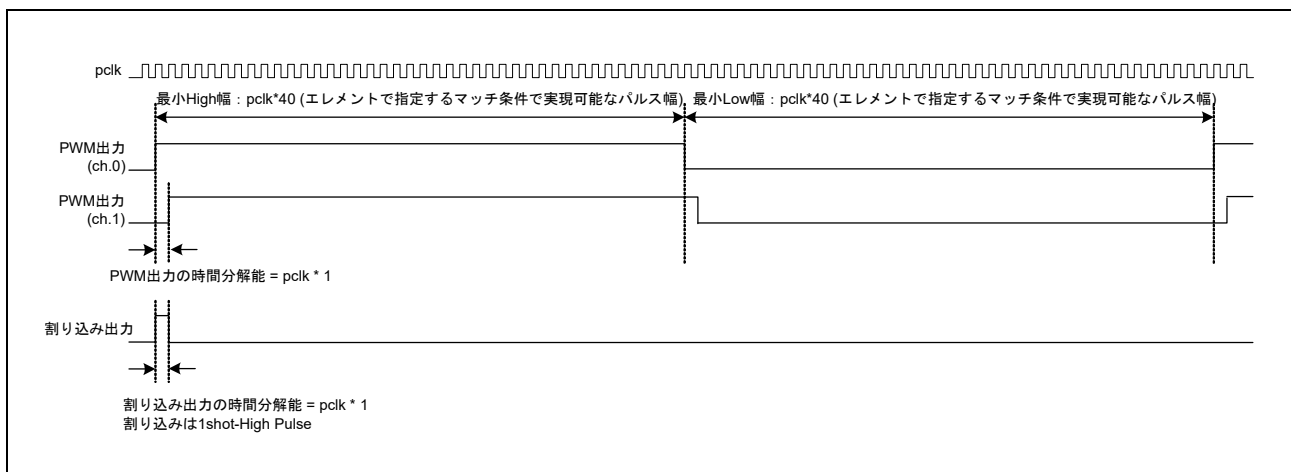 pclk
最小High幅：pclk*40 (エレメントで指定するマッチ条件で実現可能なパルス幅)
最小Low幅：pclk*40 (エレメントで指定するマッチ条件で実現可能なパルス幅)
PWM出力
(ch.0)
PWM出力
(ch.1)
PWM出力の時間分解能 = pclk * 1
割り込み出力
割り込み出力の時間分解能 = pclk * 1
割り込みは1shot-High Pulse